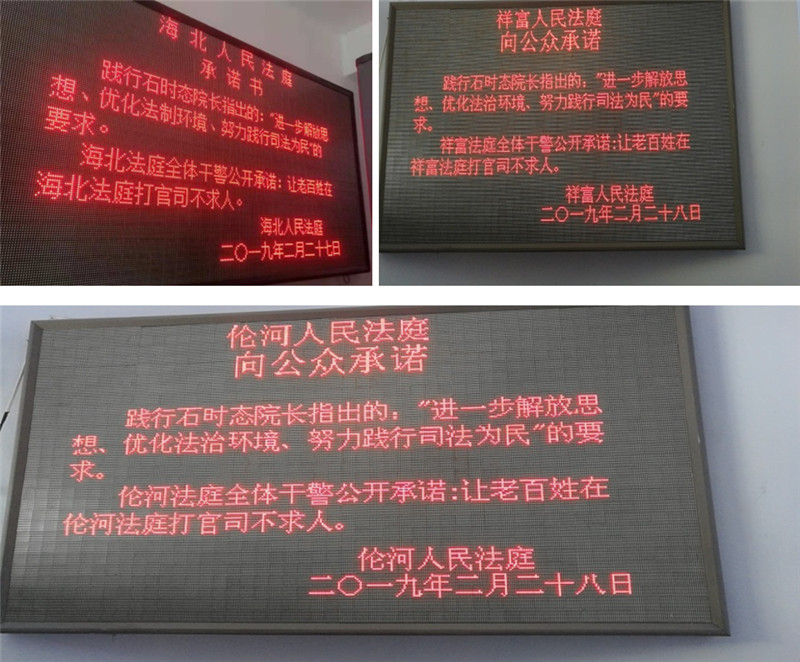 海北人民法庭
承诺书
践行石时态院长指出的：“进一步解放思
想、优化法制环境、努力践行司法为民”的
要求。
海北法庭全体干警公开承诺：让老百姓在
海北法庭打官司不求人。
海北人民法庭
二〇一九年二月二十七日
祥富人民法庭
向公众承诺
践行石时态院长指出的：“进一步解放思
想、优化法治环境、努力践行司法为民”的要
求。
祥富法庭全体干警公开承诺:让老百姓在
祥富法庭打官司不求人。
祥富人民法庭
二〇一九年二月二十八日
伦河人民法庭
向公众承诺
践行石时态院长指出的：“进一步解放思
想、优化法治环境、努力践行司法为民”的要
求。
伦河法庭全体干警公开承诺:让老百姓在
伦河法庭打官司不求人。
伦河人民法庭
二〇一九年二月二十八日